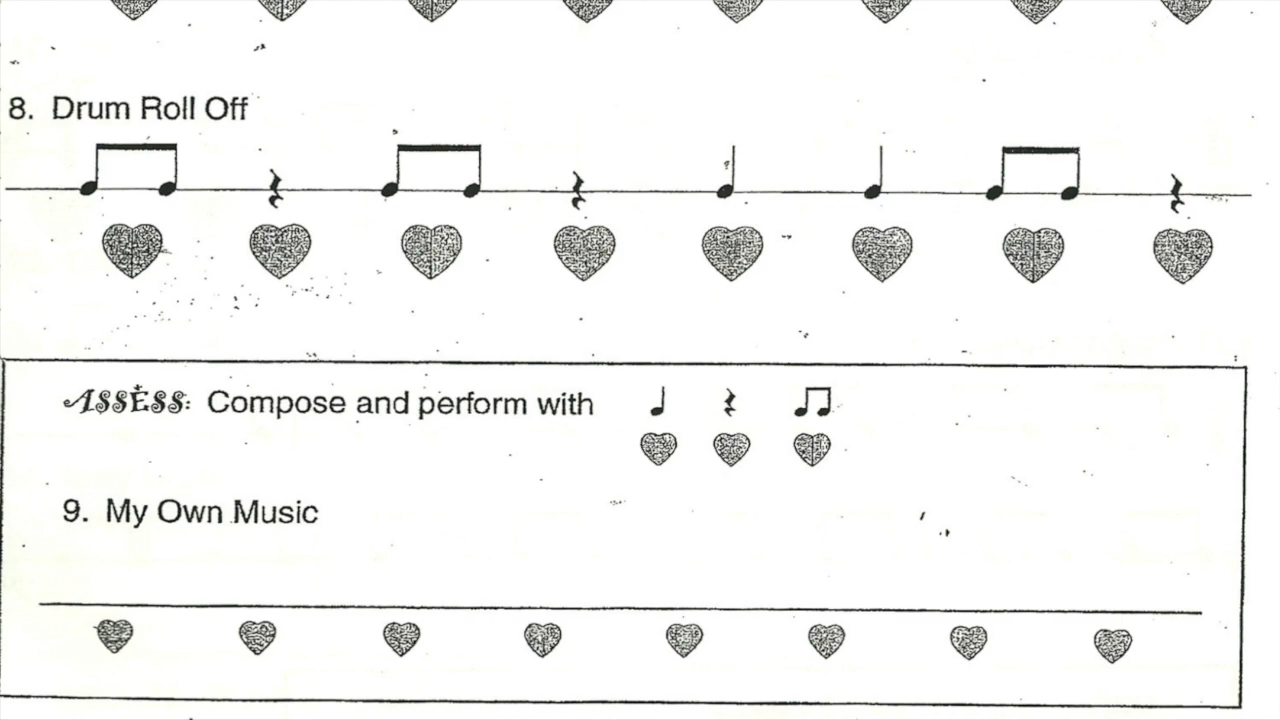 8. Drum Roll Off
ASSESS: Compose and perform with
9. My Own Music